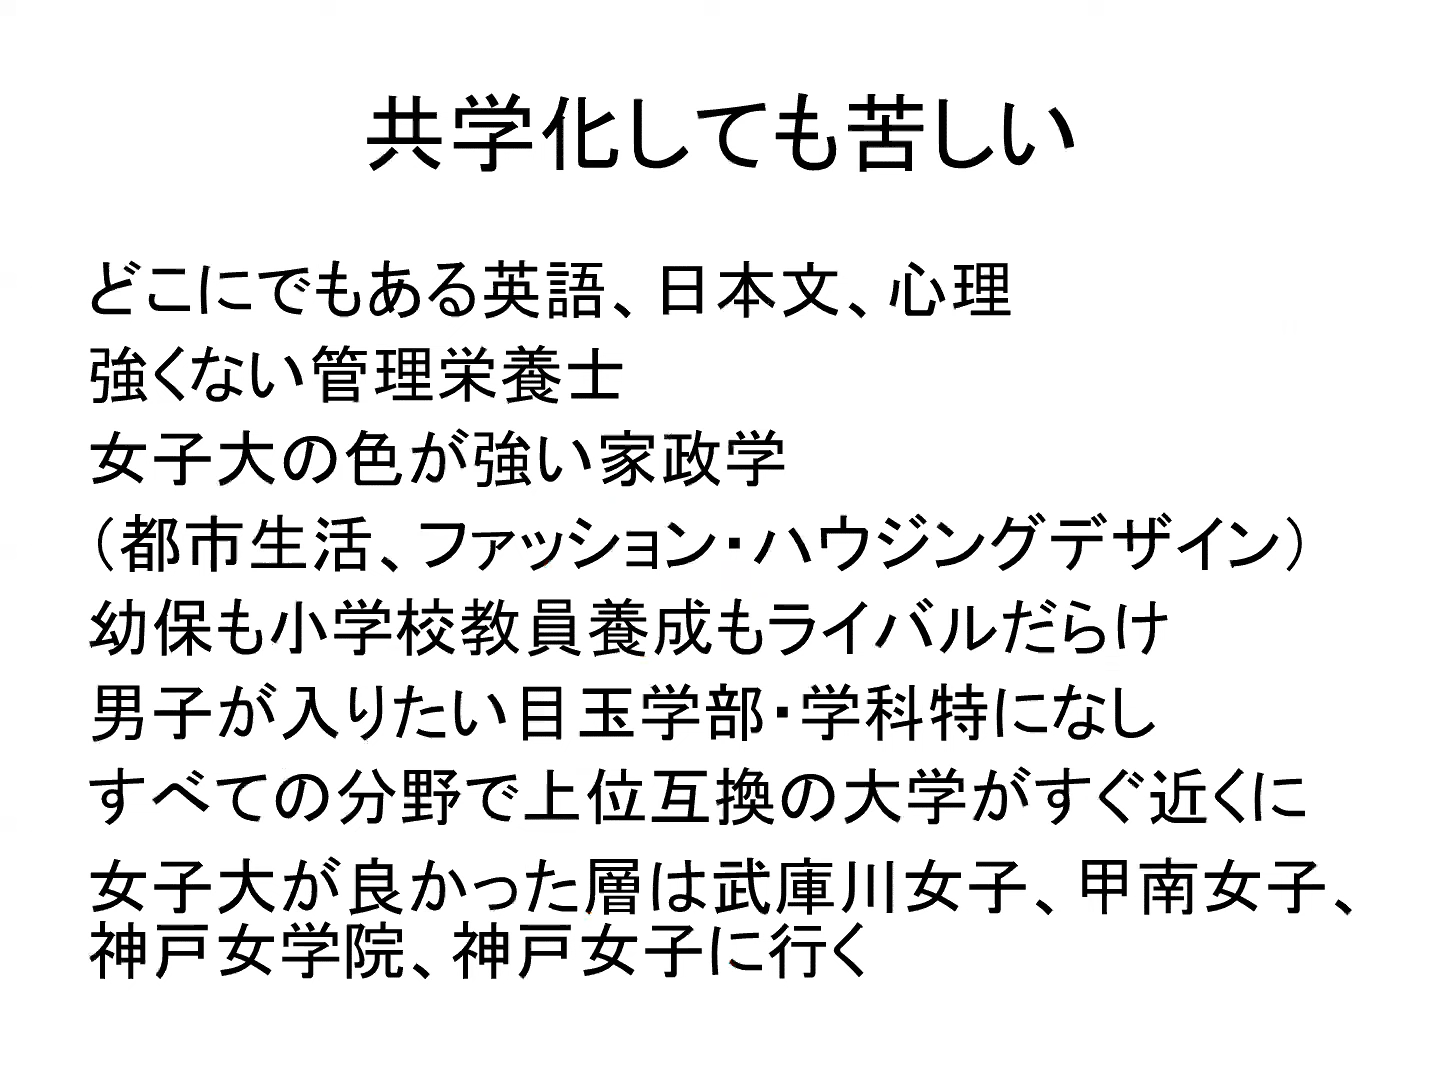 共学化しても苦しい
どこにでもある英語、日本文、心理
強くない管理栄養士
女子大の色が強い家政学
（都市生活、ファッション・ハウジングデザイン）
幼保も小学校教員養成もライバルだらけ
男子が入りたい目玉学部・学科特になし
すべての分野で上位互換の大学がすぐ近くに
女子大が良かった層は武庫川女子、甲南女子、
神戸女学院、神戸女子に行く